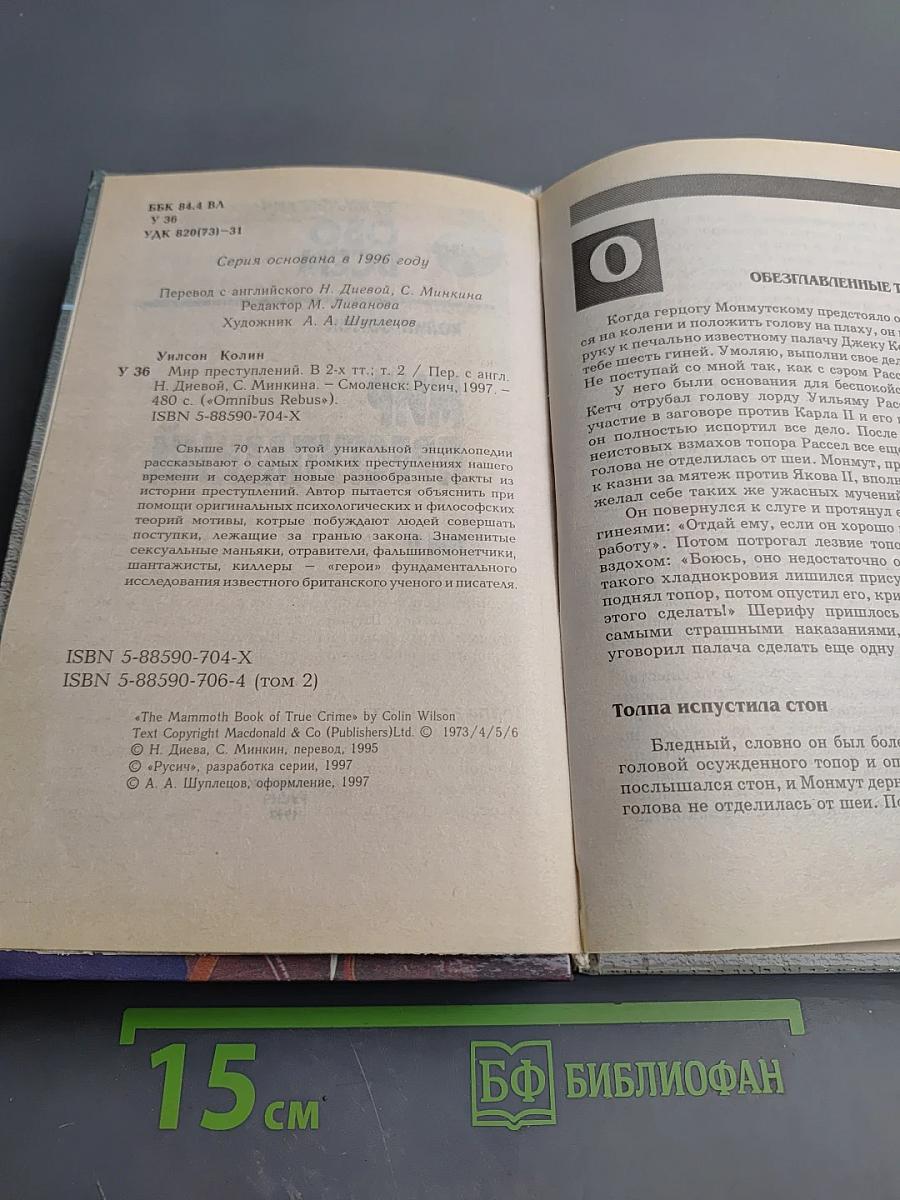 ББК 84.4 ВЛ
У 36
УДК 820(73)–31
Серия основана в 1996 году
Перевод с английского Н. Диевой, С. Минкина
Редактор М. Ливанова
Художник А. А. Шуплецов
Уилсон Колин
У 36 Мир преступлений. В 2-х тт.; т. 2 / Пер. с англ.
Н. Диевой, С. Минкина. – Смоленск: Русич, 1997. –
480 с. («Omnibus Rebus»).
ISBN 5-88590-704-X
Свыше 70 глав этой уникальной энциклопедии
рассказывают о самых громких преступлениях нашего
времени и содержат новые разнообразные факты из
истории преступлений. Автор пытается объяснить при
помощи оригинальных психологических и философских
теорий мотивы, котрые побуждают людей совершать
поступки, лежащие за гранью закона. Знаменитые
сексуальные маньяки, отравители, фальшивомонетчики,
шантажисты, киллеры – «герои» фундаментального
исследования известного британского ученого и писателя.
ISBN 5-88590-704-X
ISBN 5-88590-706-4 (том 2)
«The Mammoth Book of True Crime» by Colin Wilson
Text Copyright Macdonald & Co (Publishers)Ltd. © 1973/4/5/6
© Н. Диева, С. Минкин, перевод, 1995
© «Русич», разработка серии, 1997
© А. А. Шуплецов, оформление, 1997
О
ОБЕЗГЛАВЛЕННЫЕ Т
Когда герцогу Монмутскому предстояло о
ся на колени и положить голову на плаху, он
руку к печально известному палачу Джеку Ке
тебе шесть гиней. Умоляю, выполни свое дел
Не поступай со мной так, как с сэром Расс
У него были основания для беспокойс
Кетч отрубал голову лорду Уильяму Рас
участие в заговоре против Карла II и его
он полностью испортил все дело. После
неистовых взмахов топора Рассел все ещ
голова не отделилась от шеи. Монмут, пр
к казни за мятеж против Якова II, вполн
желал себе таких же ужасных мучений
Он повернулся к слуге и протянул е
гинеями: «Отдай ему, если он хорошо
работу». Потом потрогал лезвие топо
вздохом: «Боюсь, оно недостаточно о
такого хладнокровия лишился прису
поднял топор, потом опустил его, кри
этого сделать!» Шерифу пришлось
самыми страшными наказаниями,
уговорил палача сделать еще одну
Толпа испустила стон
Бледный, словно он был боле
головой осужденного топор и оп
послышался стон, и Монмут дерн
голова не отделилась от шеи. По
15 см
БФ БИБЛИОФАН